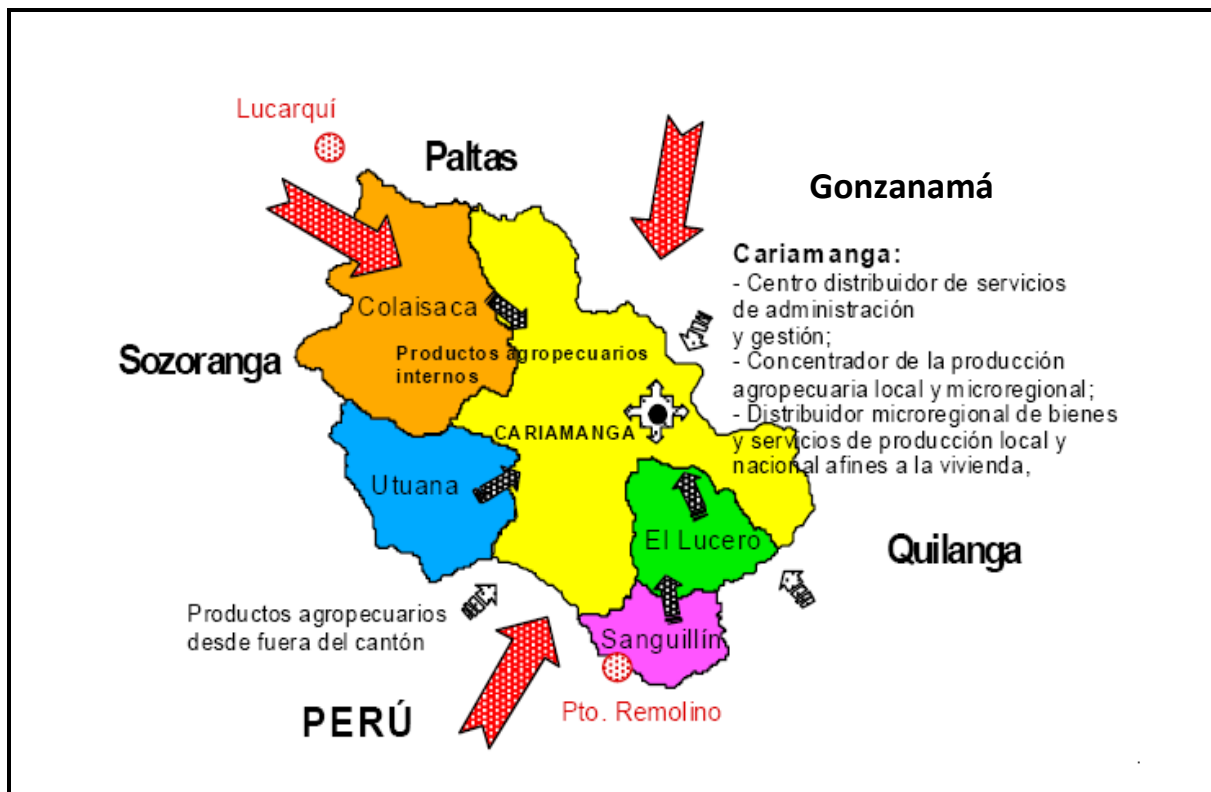 Lucarquí
Paltas
Gonzanamá
Cariamanga:
- Centro distribuidor de servicios
de administración
y gestión;
- Concentrador de la producción
agropecuaria local y microregional;
- Distribuidor microregional de bienes
y servicios de producción local y
nacional afines a la vivienda,
Colaisaca
Sozoranga
Productos agropecuarios
internos
CARIAMANGA
Utuana
El Lucero
Quilanga
Productos agropecuarios
desde fuera del cantón
Sanguillín
PERÚ
Pto. Remolino